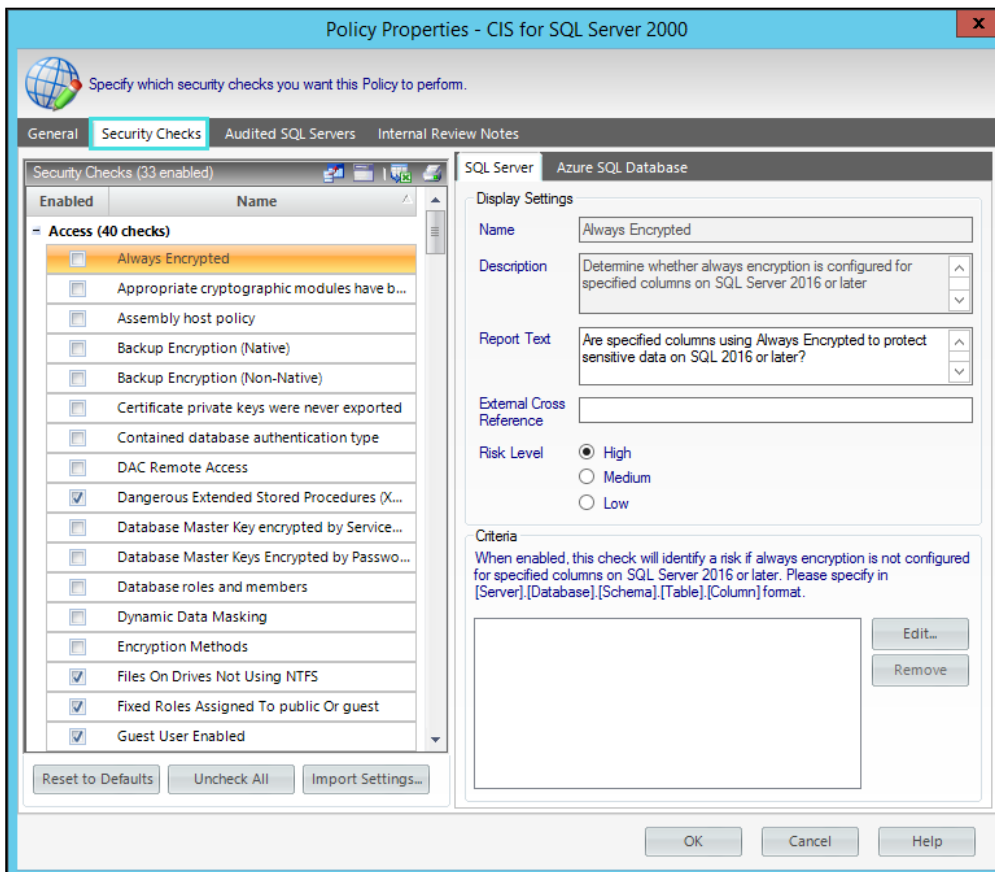 Policy Properties - CIS for SQL Server 2000
x
Specify which security checks you want this Policy to perform.
General Security Checks Audited SQL Servers Internal Review Notes
Security Checks (33 enabled)
Enabled Name
Access (40 checks)
Always Encrypted
Appropriate cryptographic modules have b...
Assembly host policy
Backup Encryption (Native)
Backup Encryption (Non-Native)
Certificate private keys were never exported
Contained database authentication type
DAC Remote Access
Dangerous Extended Stored Procedures (X...
Database Master Key encrypted by Service...
Database Master Keys Encrypted by Passwo...
Database roles and members
Dynamic Data Masking
Encryption Methods
Files On Drives Not Using NTFS
Fixed Roles Assigned To public Or guest
Guest User Enabled
Reset to Defaults Uncheck All Import Settings...
SQL Server Azure SQL Database
Display Settings
Name Always Encrypted
Description Determine whether always encryption is configured for
specified columns on SQL Server 2016 or later
Report Text Are specified columns using Always Encrypted to protect
sensitive data on SQL 2016 or later?
External Cross
Reference
Risk Level High
Medium
Low
Criteria
When enabled, this check will identify a risk if always encryption is not configured
for specified columns on SQL Server 2016 or later. Please specify in
[Server].[Database].[Schema].[Table].[Column] format.
Edit...
Remove
OK Cancel Help